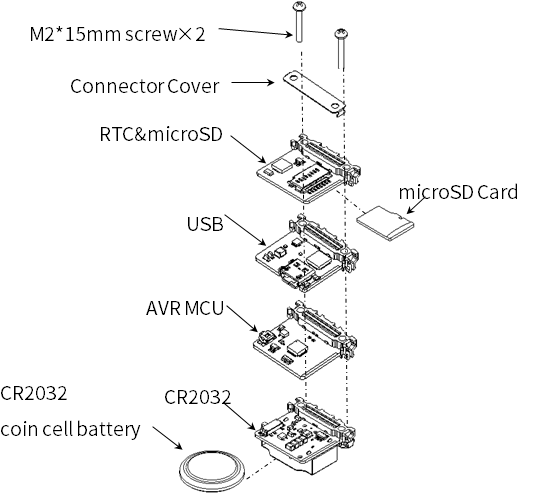 M2*15mm screw×2
Connector Cover
RTC&microSD
microSD Card
USB
AVR MCU
CR2032
coin cell battery
CR2032